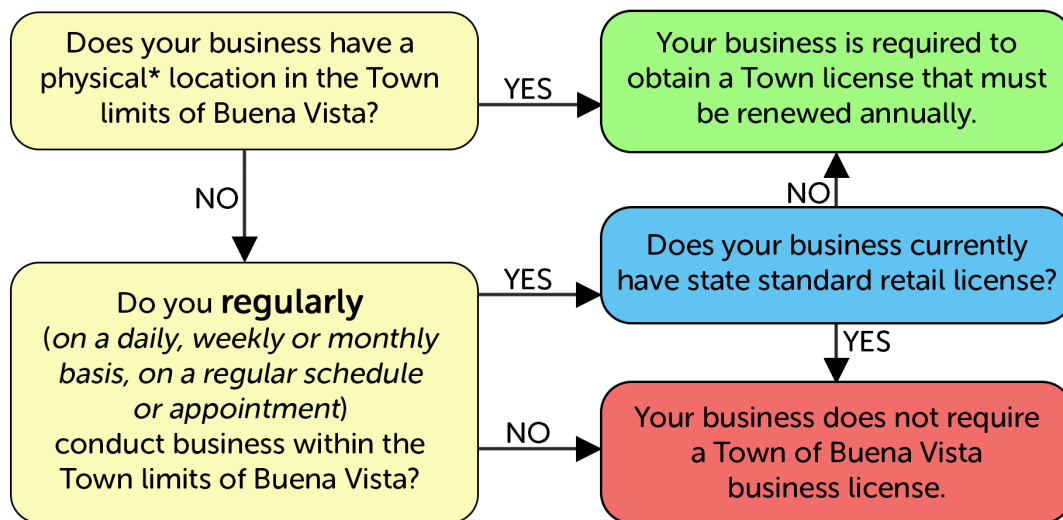 Does your business have a
physical* location in the Town
limits of Buena Vista?
YES
Your business is required to
obtain a Town license that must
be renewed annually.
NO
NO
Do you regularly
(on a daily, weekly or monthly
basis, on a regular schedule
or appointment)
conduct business within the
Town limits of Buena Vista?
YES
Does your business currently
have state standard retail license?
YES
NO
Your business does not require
a Town of Buena Vista
business license.